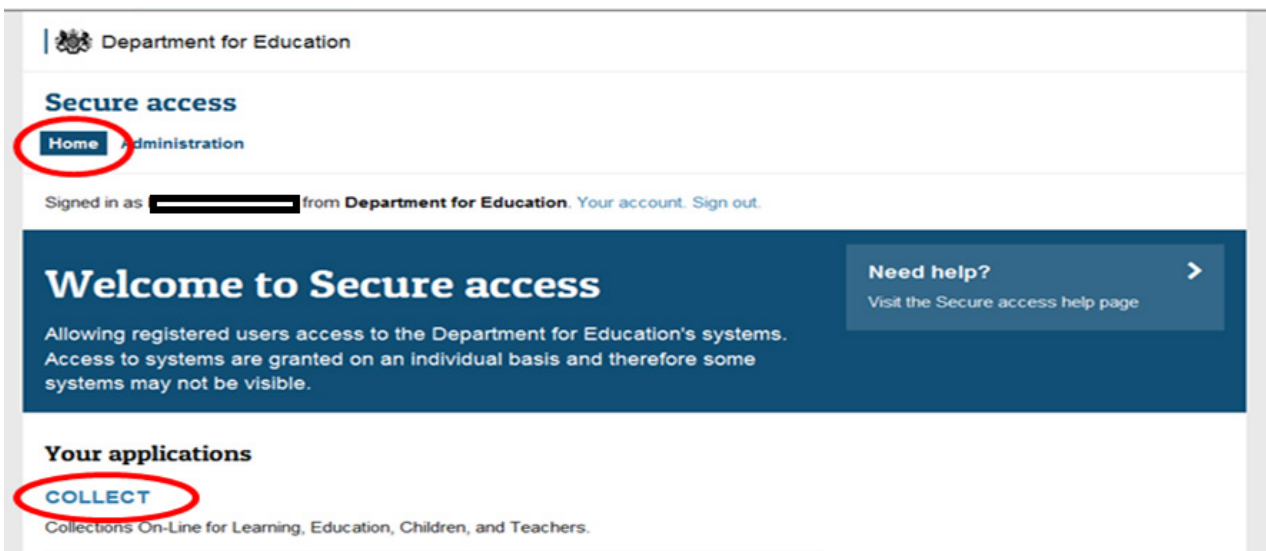 Department for Education
Secure access
Home Administration
Signed in as from Department for Education. Your account. Sign out.
Welcome to Secure access
Allowing registered users access to the Department for Education's systems.
Access to systems are granted on an individual basis and therefore some
systems may not be visible.
Need help?
Visit the Secure access help page
Your applications
COLLECT
Collections On-Line for Learning, Education, Children, and Teachers.